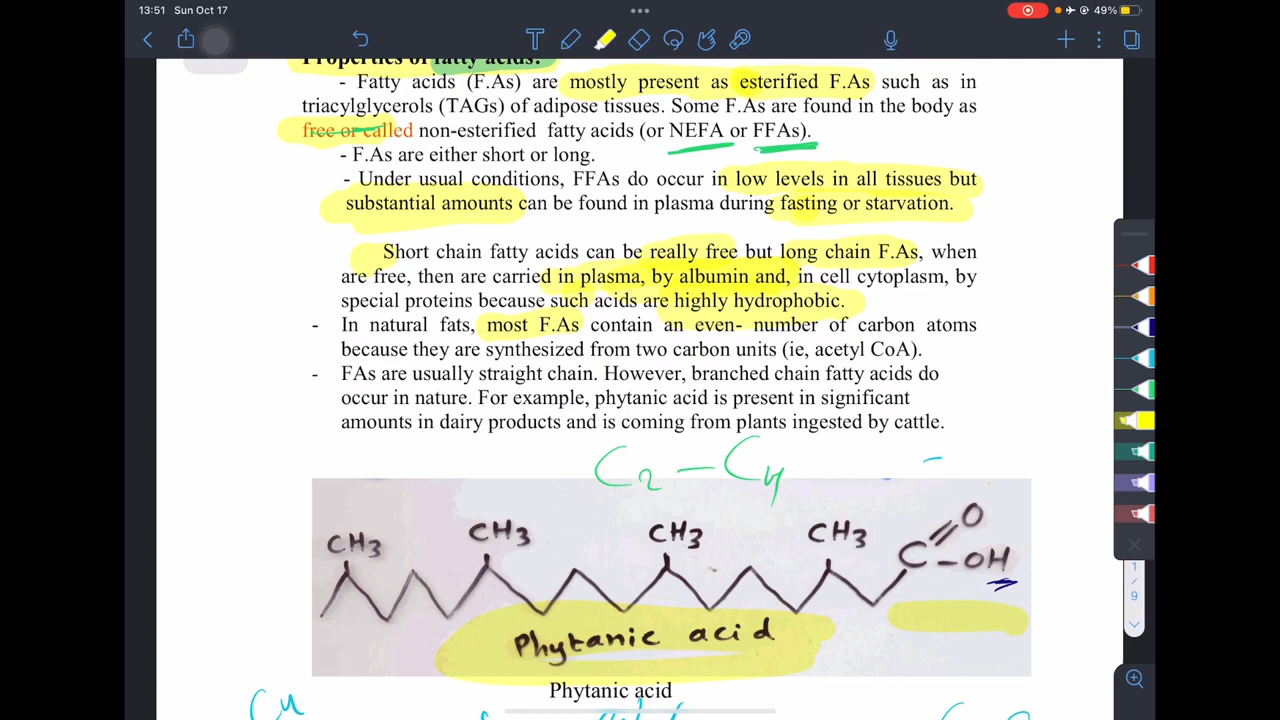 13:51 Sun Oct 17
49%
Properties of fatty acids:
- Fatty acids (F.As) are mostly present as esterified F.As such as in
triacylglycerols (TAGs) of adipose tissues. Some F.As are found in the body as
free or called non-esterified fatty acids (or NEFA or FFAs).
- F.As are either short or long.
- Under usual conditions, FFAs do occur in low levels in all tissues but
substantial amounts can be found in plasma during fasting or starvation.
Short chain fatty acids can be really free but long chain F.As, when
are free, then are carried in plasma, by albumin and, in cell cytoplasm, by
special proteins because such acids are highly hydrophobic.
- In natural fats, most F.As contain an even- number of carbon atoms
because they are synthesized from two carbon units (ie, acetyl CoA).
- FAs are usually straight chain. However, branched chain fatty acids do
occur in nature. For example, phytanic acid is present in significant
amounts in dairy products and is coming from plants ingested by cattle.
C2 - C4
CH3 CH3 CH3 CH3 C O
-OH
Phytanic acid
Phytanic acid
1/9